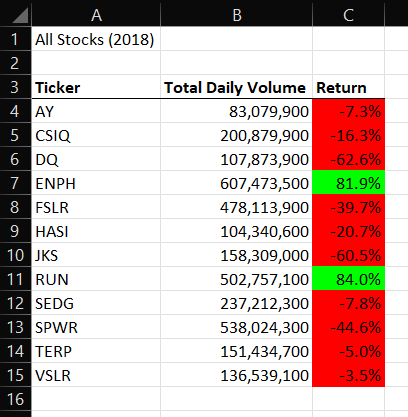 A B C
1 All Stocks (2018)
2
3 Ticker Total Daily Volume Return
4 AY 83,079,900 -7.3%
5 CSIQ 200,879,900 -16.3%
6 DQ 107,873,900 -62.6%
7 ENPH 607,473,500 81.9%
8 FSLR 478,113,900 -39.7%
9 HASI 104,340,600 -20.7%
10 JKS 158,309,000 -60.5%
11 RUN 502,757,100 84.0%
12 SEDG 237,212,300 -7.8%
13 SPWR 538,024,300 -44.6%
14 TERP 151,434,700 -5.0%
15 VSLR 136,539,100 -3.5%
16